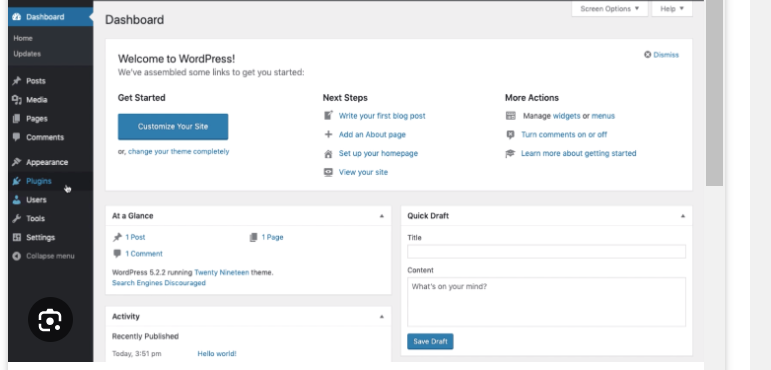 Dashboard
Home
Updates
Posts
Media
Pages
Comments
Appearance
Plugins
Users
Tools
Settings
Collapse menu
Screen Options ▼
Help ▼
Dashboard
Welcome to WordPress!
We've assembled some links to get you started:
Dismiss
Get Started
Customize Your Site
or, change your theme completely
Next Steps
Write your first blog post
Add an About page
Set up your homepage
View your site
More Actions
Manage widgets or menus
Turn comments on or off
Learn more about getting started
At a Glance
1 Post
1 Page
1 Comment
WordPress 5.2.2 running Twenty Nineteen theme.
Search Engines Discouraged
Activity
Recently Published
Today, 3:51 pm
Hello world!
Quick Draft
Title
Content
What's on your mind?
Save Draft